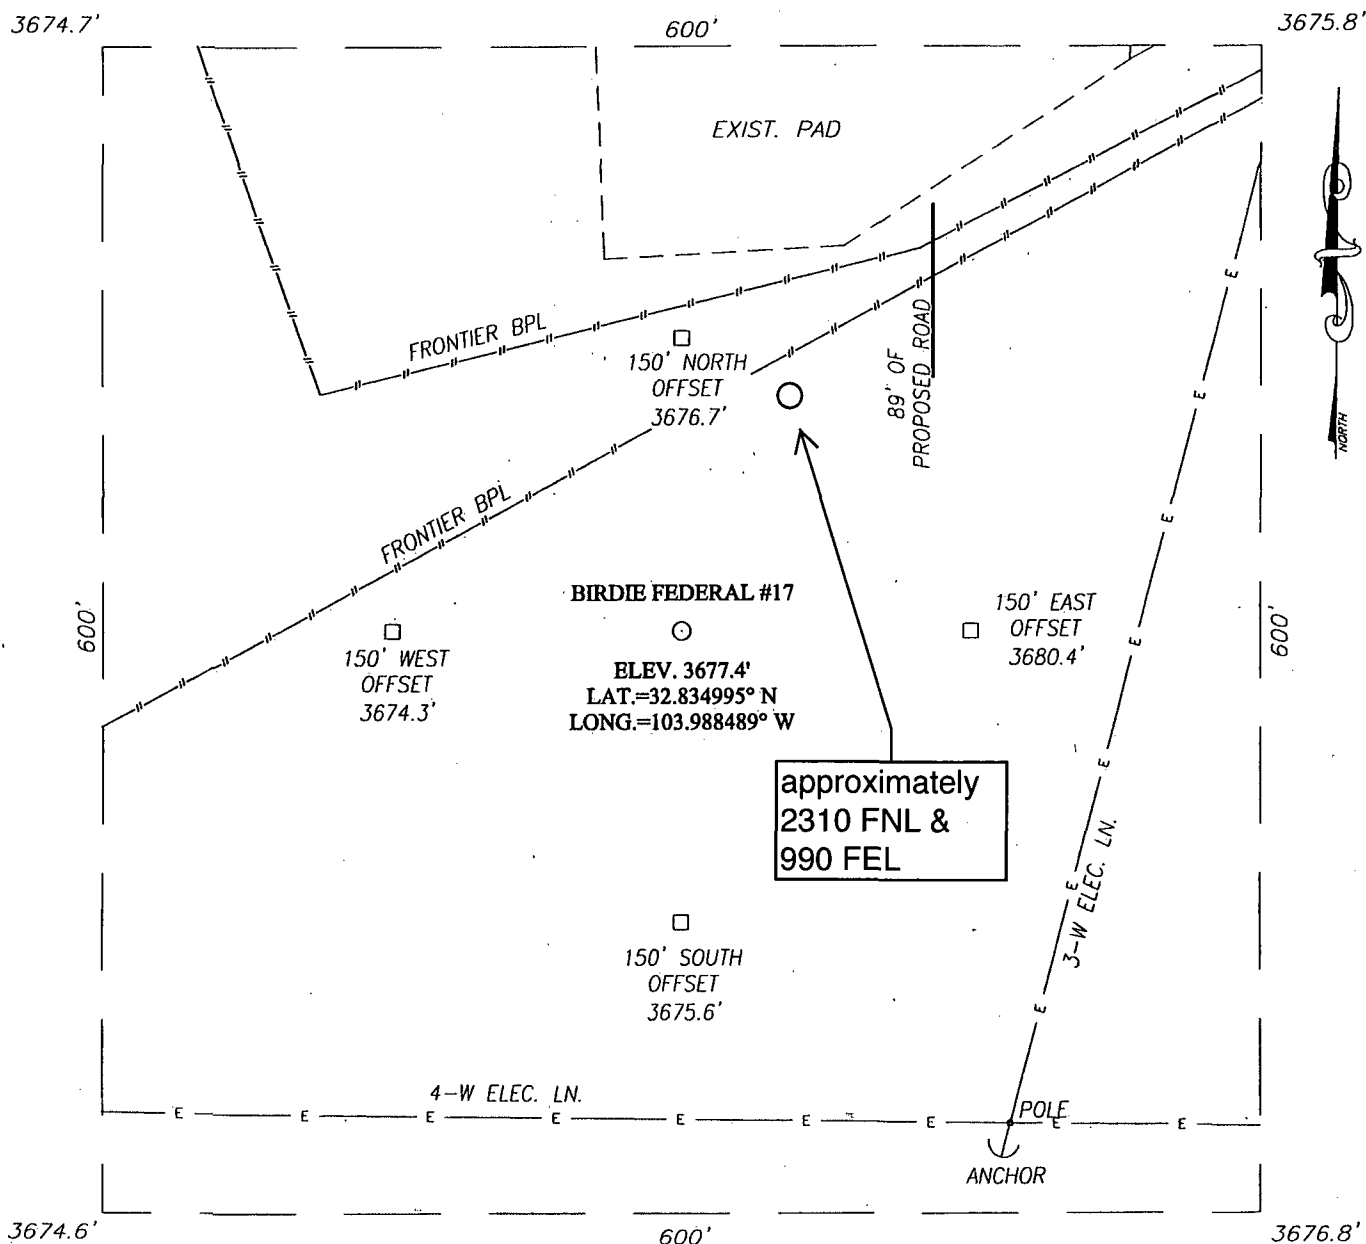 3674.7'
600'
3675.8'
EXIST. PAD
FRONTIER BPL
150' NORTH
OFFSET
3676.7'
89' OF
PROPOSED ROAD
NORTH
FRONTIER BPL
600'
BIRDIE FEDERAL #17
150' WEST
OFFSET
3674.3'
ELEV. 3677.4'
LAT.=32.834995° N
LONG.=103.988489° W
150' EAST
OFFSET
3680.4'
600'
approximately
2310 FNL &
990 FEL
3-W ELEC. LN.
150' SOUTH
OFFSET
3675.6'
4-W ELEC. LN.
E E E E E E E E E
POLE
ANCHOR
E E E E E E E E
3674.6'
600'
3676.8'